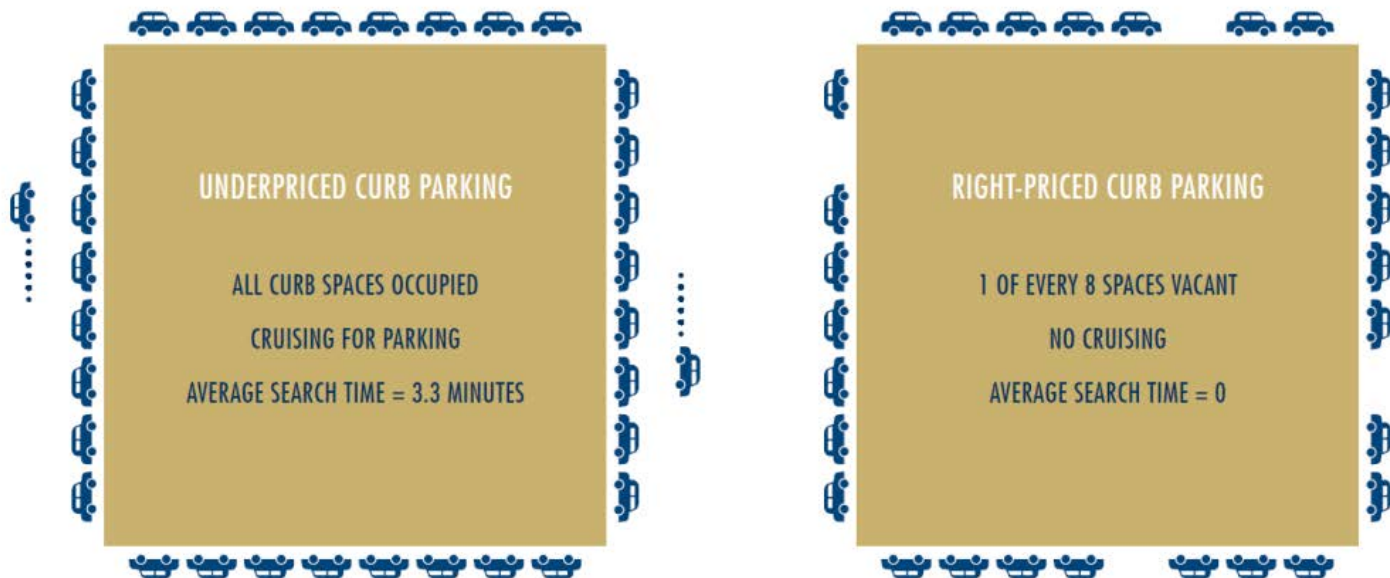 UNDERPRICED CURB PARKING
ALL CURB SPACES OCCUPIED
CRUISING FOR PARKING
AVERAGE SEARCH TIME = 3.3 MINUTES
RIGHT-PRICED CURB PARKING
1 OF EVERY 8 SPACES VACANT
NO CRUISING
AVERAGE SEARCH TIME = 0